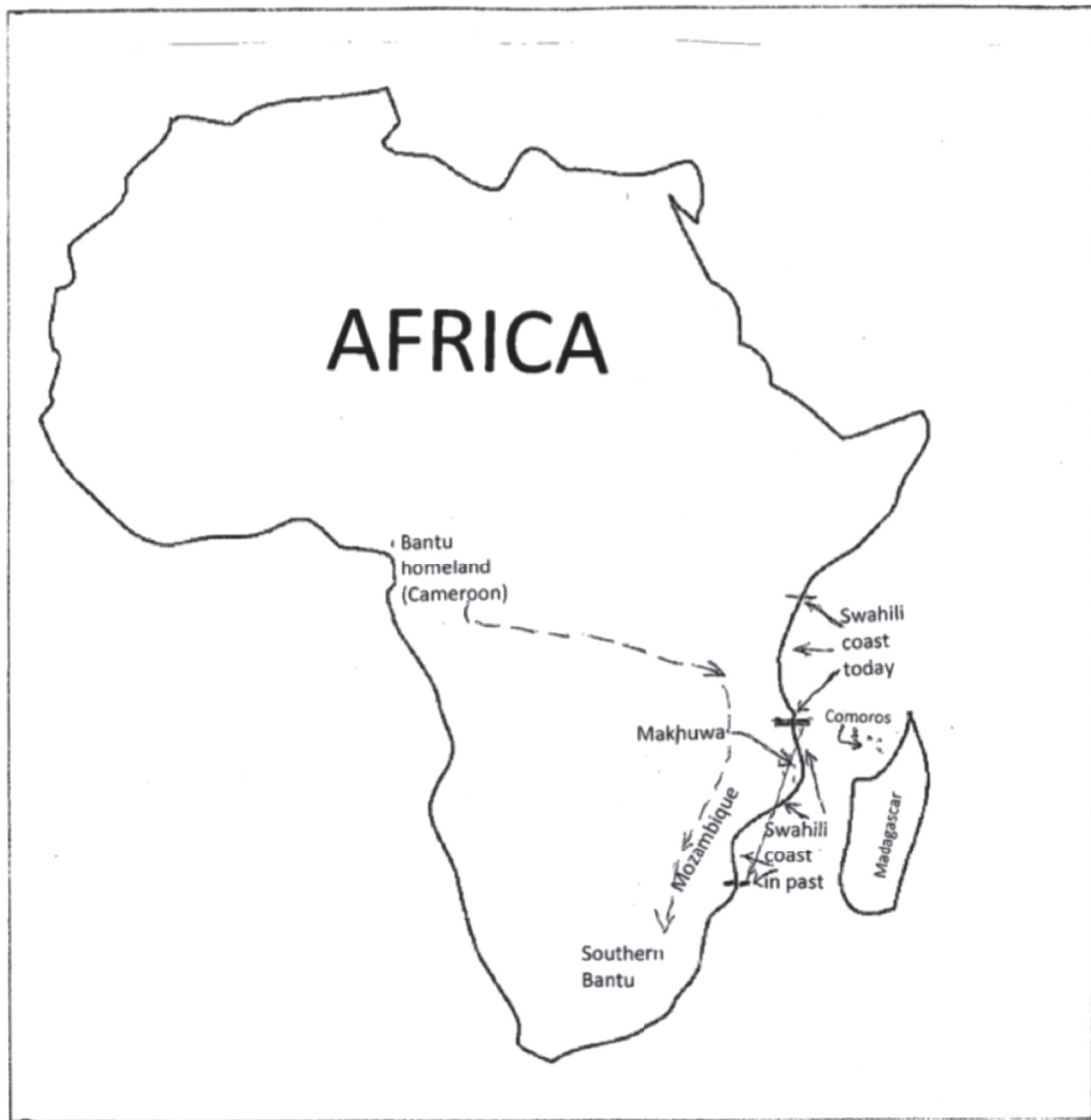 AFRICA
Bantu
homeland
(Cameroon)
Swahili
coast
today
Comoros
Makhuwa
Madagascar
Mozambique
Swahili
coast
in past
Southern
Bantu